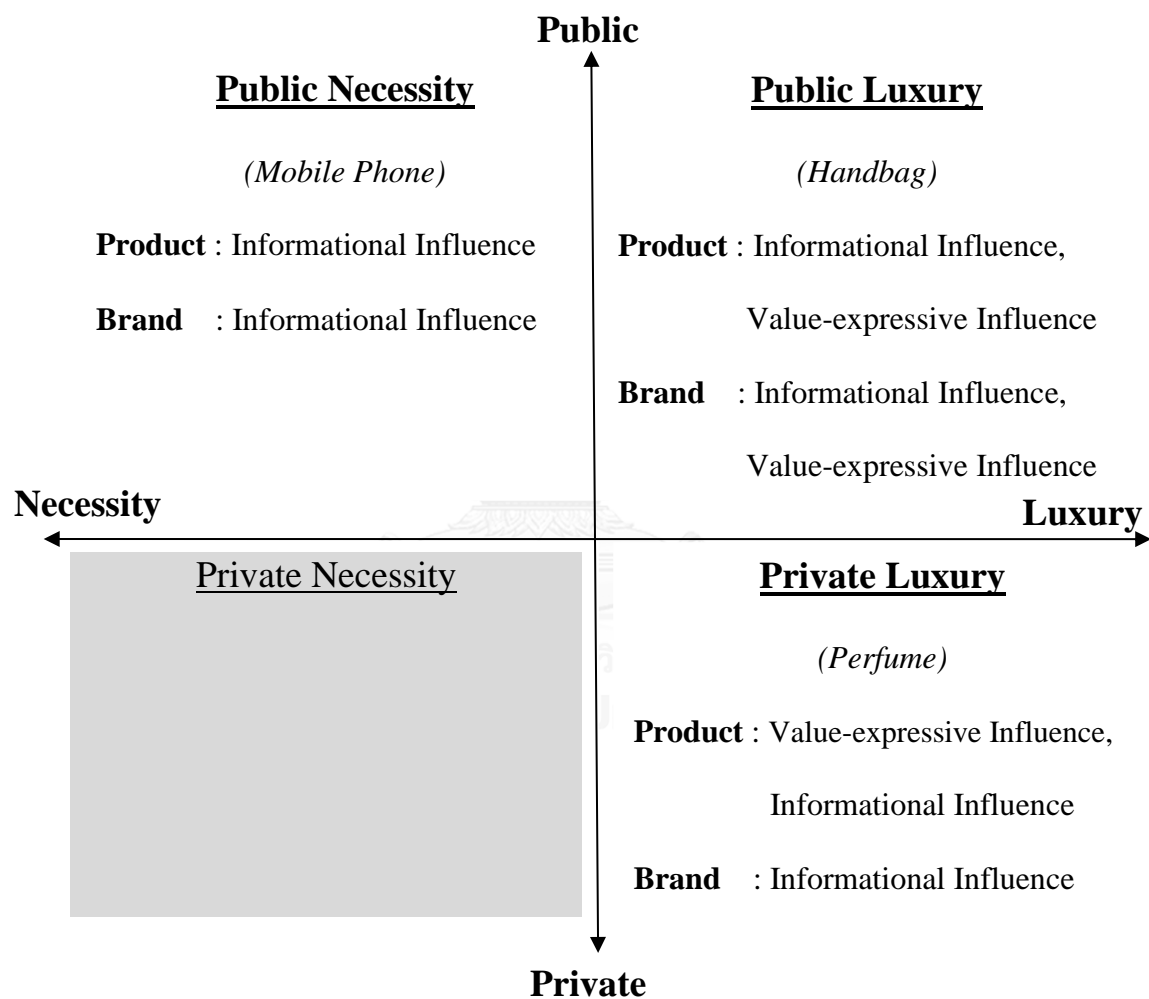 Public
Public Necessity
(Mobile Phone)
Product : Informational Influence
Brand : Informational Influence
Public Luxury
(Handbag)
Product : Informational Influence,
Value-expressive Influence
Brand : Informational Influence,
Value-expressive Influence
Necessity
Luxury
Private Necessity
Private Luxury
(Perfume)
Product : Value-expressive Influence,
Informational Influence
Brand : Informational Influence
Private